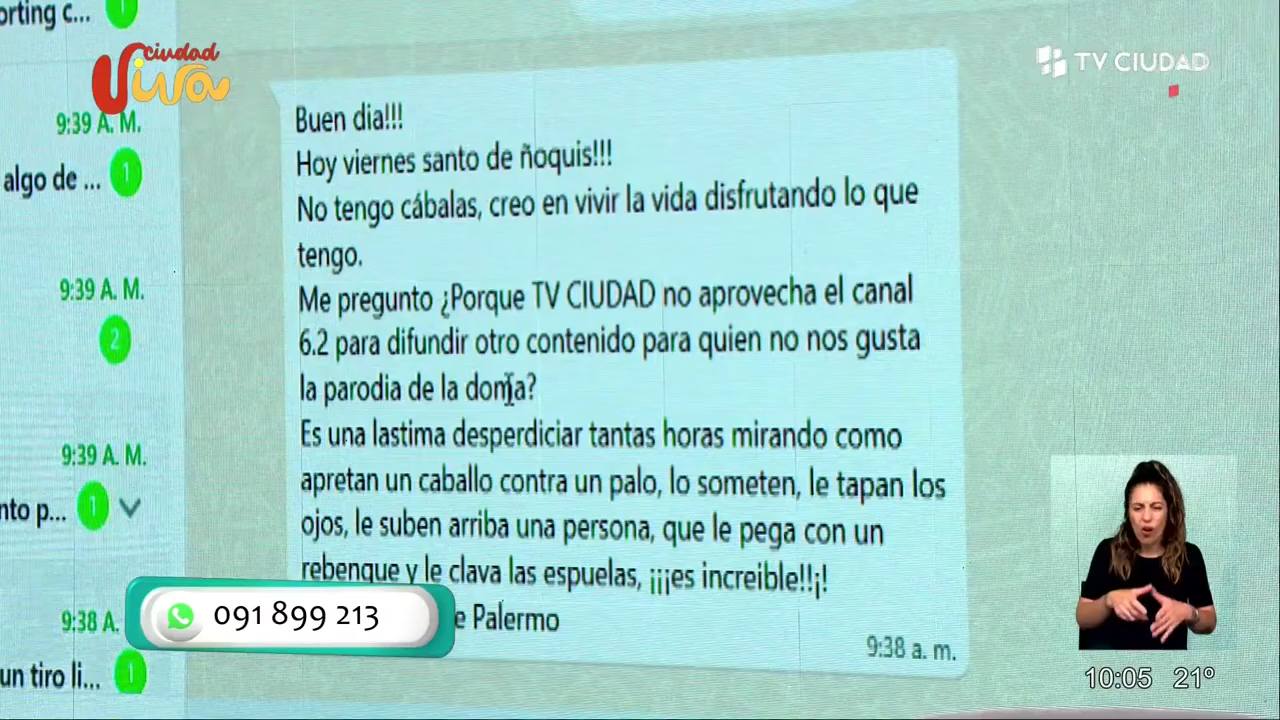 orting c... 1
ciudad
Viva
TV CIUDAD
9:39 A. M.
algo de ... 1
9:39 A. M.
2
9:39 A. M.
nto p... 1
9:38 A.
un tiro li... 1
Buen dia!!!
Hoy viernes santo de ñoquis!!!
No tengo cábalas, creo en vivir la vida disfrutando lo que
tengo.
Me pregunto ¿Porque TV CIUDAD no aprovecha el canal
6.2 para difundir otro contenido para quien no nos gusta
la parodia de la doma?
Es una lastima desperdiciar tantas horas mirando como
apretan un caballo contra un palo, lo someten, le tapan los
ojos, le suben arriba una persona, que le pega con un
rebenque y le clava las espuelas, ¡¡¡es increible!!¡!
e Palermo
9:38 a. m.
091 899 213
10:05 21º